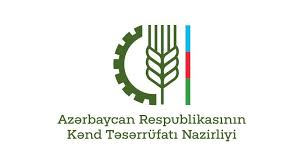 Azərbaycan Respublikasının
Kənd Təsərrüfatı Nazirliyi